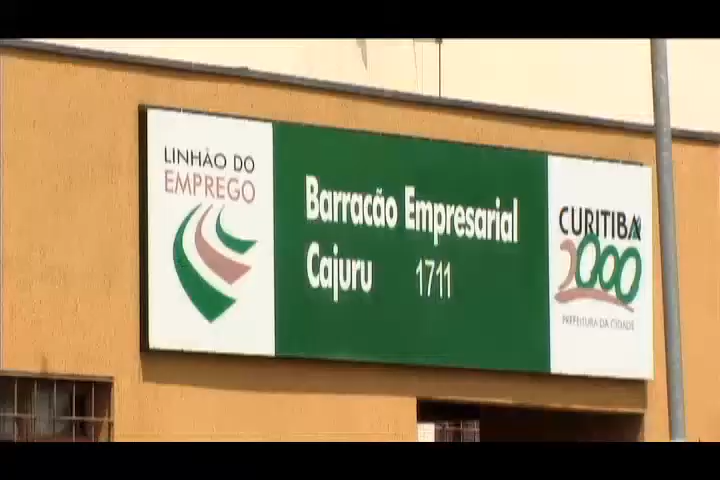 LINHÃO DO
EMPREGO
Barracão Empresarial
Cajuru 1711
CURITIBA
2000
PREFEITURA DA CIDADE